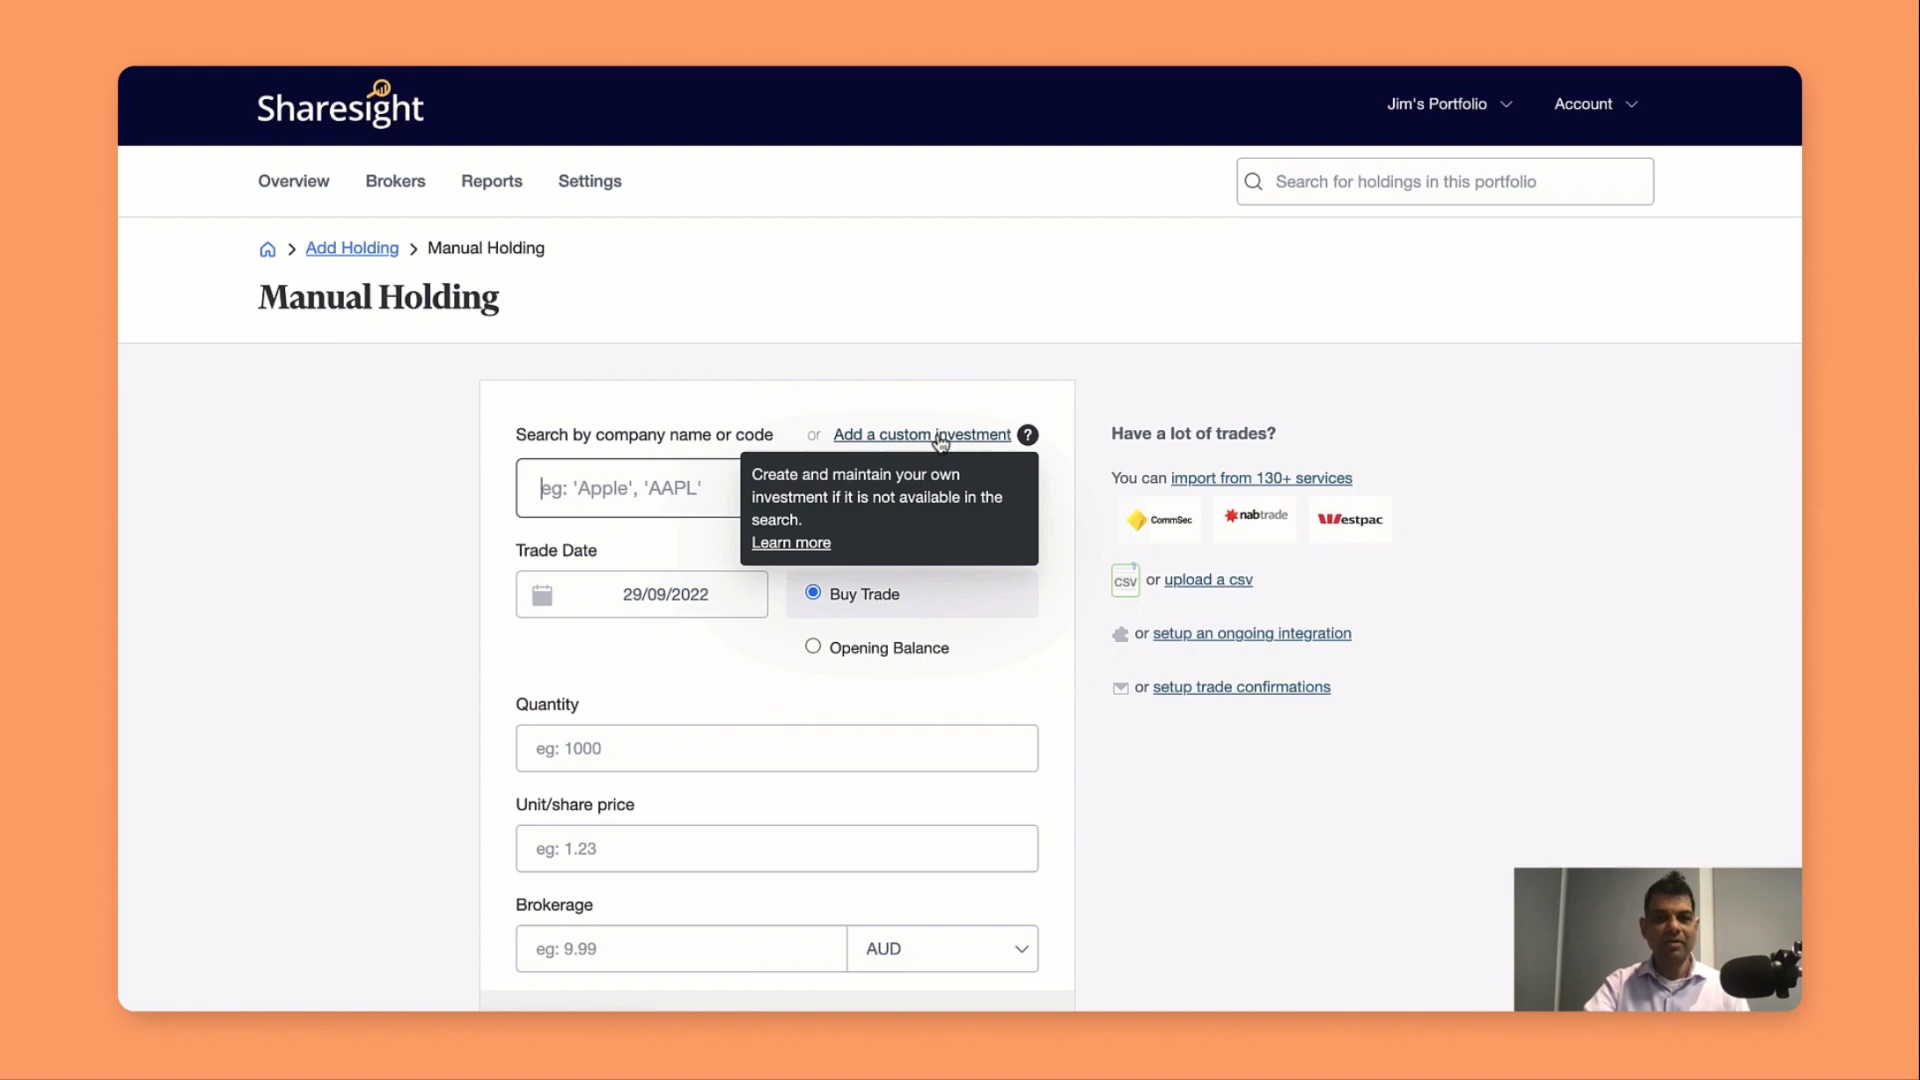 Sharesight
Jim's Portfolio
Account
Overview
Brokers
Reports
Settings
Search for holdings in this portfolio
Add Holding
Manual Holding
Manual Holding
Search by company name or code
or
Add a custom investment
?
eg: 'Apple', 'AAPL'
Create and maintain your own
investment if it is not available in the
search.
Learn more
Trade Date
29/09/2022
Buy Trade
Opening Balance
Quantity
eg: 1000
Unit/share price
eg: 1.23
Brokerage
eg: 9.99
AUD
Have a lot of trades?
You can import from 130+ services
CommSec
nabtrade
Westpac
CSV or upload a csv
or setup an ongoing integration
or setup trade confirmations